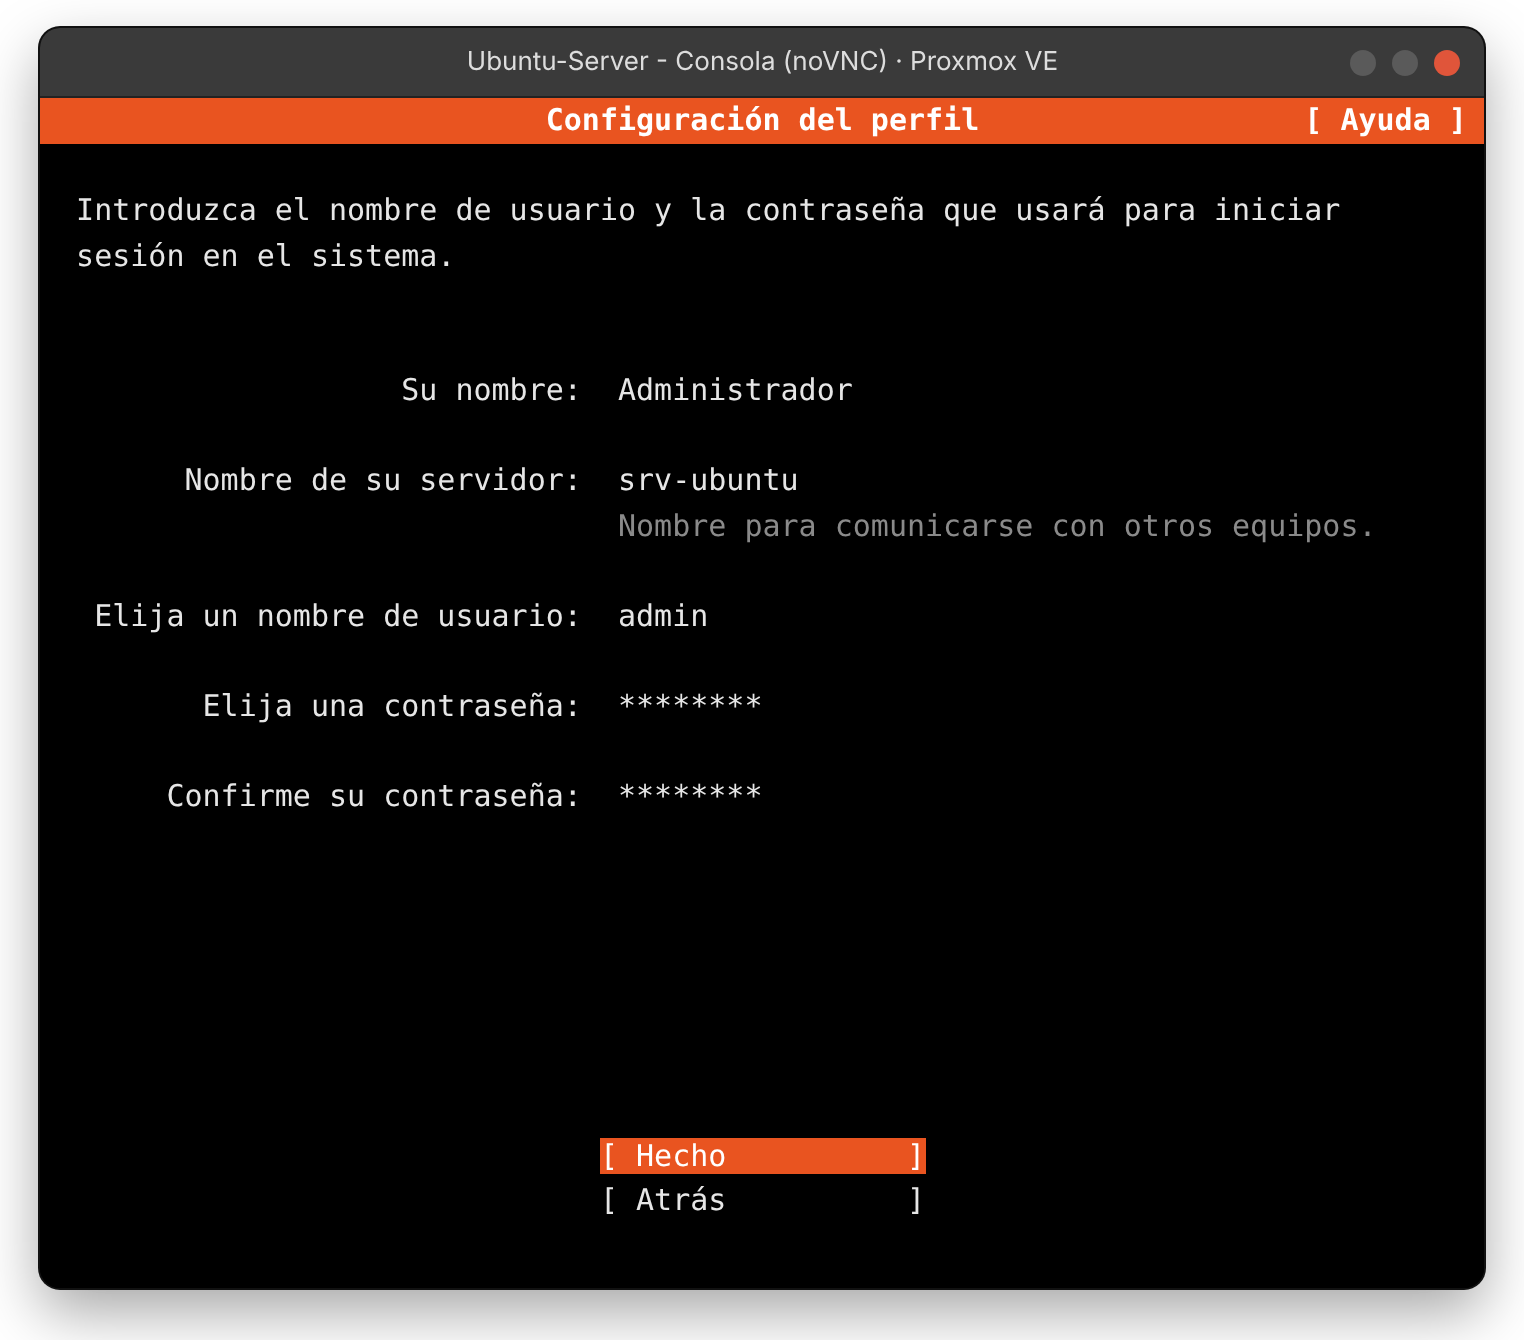 Ubuntu-Server - Consola (noVNC) · Proxmox VE
Configuración del perfil [ Ayuda ]
Introduzca el nombre de usuario y la contraseña que usará para iniciar
sesión en el sistema.
Su nombre: Administrador
Nombre de su servidor: srv-ubuntu
Nombre para comunicarse con otros equipos.
Elija un nombre de usuario: admin
Elija una contraseña: ********
Confirme su contraseña: ********
[ Hecho ]
[ Atrás ]